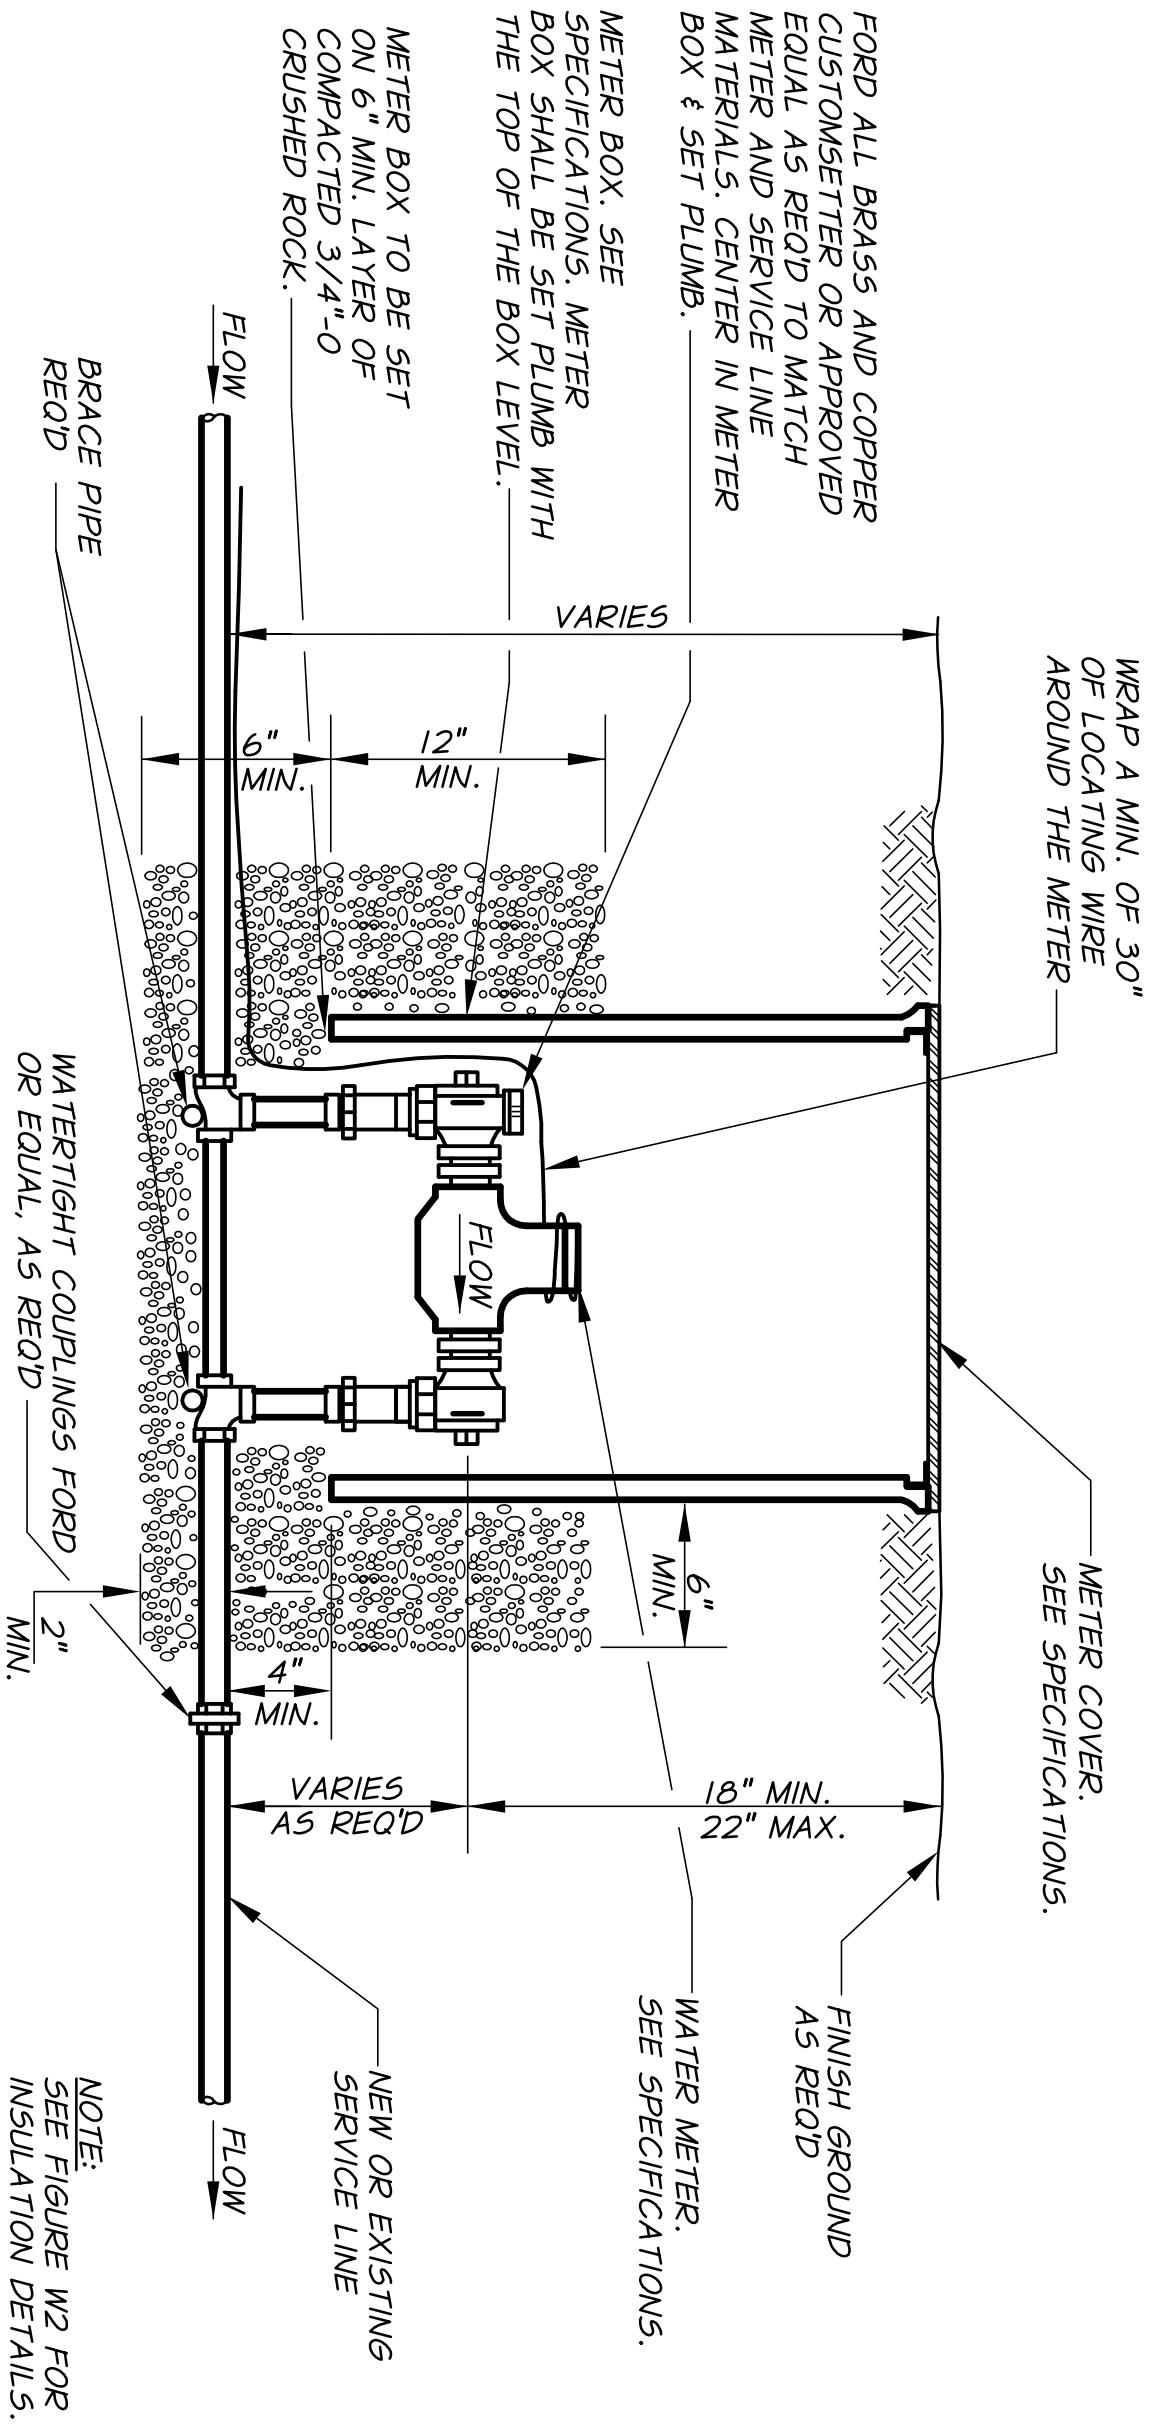 WRAP A MIN. OF 30"
OF LOCATING WIRE
AROUND THE METER
METER COVER.
SEE SPECIFICATIONS.
FORD ALL BRASS AND COPPER
CUSTOMSETTER OR APPROVED
EQUAL AS REQ'D TO MATCH
METER AND SERVICE LINE
MATERIALS. CENTER IN METER
BOX & SET PLUMB.
FINISH GROUND
AS REQ'D
METER BOX. SEE
SPECIFICATIONS. METER
BOX SHALL BE SET PLUMB WITH
THE TOP OF THE BOX LEVEL.
WATER METER.
SEE SPECIFICATIONS.
METER BOX TO BE SET
ON 6" MIN. LAYER OF
COMPACTED 3/4"-0
CRUSHED ROCK.
NEW OR EXISTING
SERVICE LINE
VARIES
12"
MIN.
6"
MIN.
6"
MIN.
18" MIN.
22" MAX.
VARIES
AS REQ'D
4"
MIN.
2"
MIN.
FLOW
FLOW
FLOW
BRACE PIPE
REQ'D
WATERTIGHT COUPLINGS FORD
OR EQUAL, AS REQ'D
NOTE:
SEE FIGURE W2 FOR
INSULATION DETAILS.